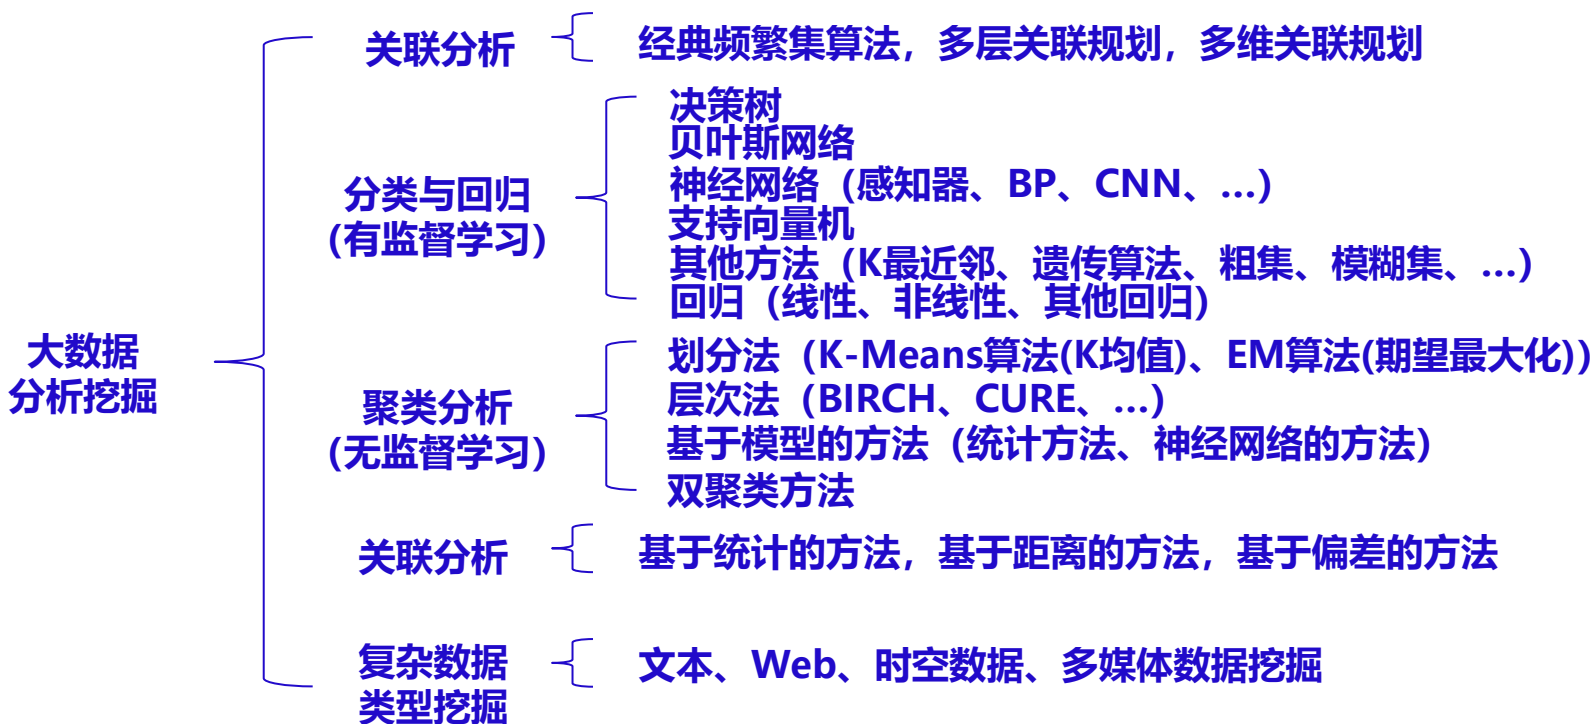 大数据
分析挖掘
关联分析
经典频繁集算法，多层关联规划，多维关联规划
分类与回归
（有监督学习）
决策树
贝叶斯网络
神经网络（感知器、BP、CNN、…）
支持向量机
其他方法（K最近邻、遗传算法、粗集、模糊集、…）
回归（线性、非线性、其他回归）
聚类分析
（无监督学习）
划分法（K-Means算法(K均值)、EM算法(期望最大化)）
层次法（BIRCH、CURE、…）
基于模型的方法（统计方法、神经网络的方法）
双聚类方法
关联分析
基于统计的方法，基于距离的方法，基于偏差的方法
复杂数据
类型挖掘
文本、Web、时空数据、多媒体数据挖掘